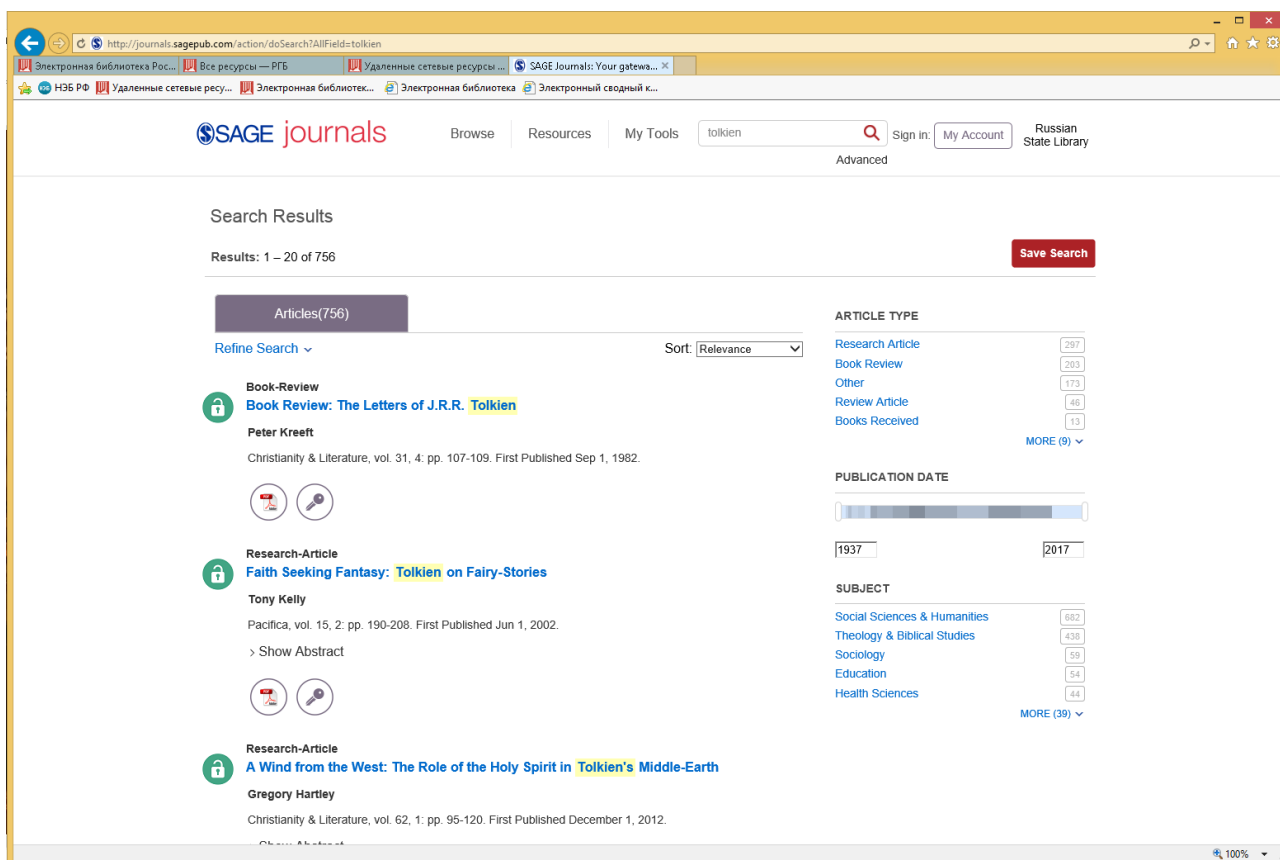 http://journals.sagepub.com/action/doSearch?AllField=tolkien
Электронная библиотека Рос... Все ресурсы — РГБ Удаленные сетевые ресурсы ... SAGE Journals: Your gatewa...
НЭБ РФ Удаленные сетевые ресу... Электронная библиотек... Электронная библиотека Электронный сводный к...
SAGE journals Browse Resources My Tools tolkien Sign in: My Account Russian State Library
Advanced
Search Results
Results: 1 – 20 of 756
Save Search
Articles(756)
Refine Search Sort: Relevance
Book-Review
Book Review: The Letters of J.R.R. Tolkien
Peter Kreeft
Christianity & Literature, vol. 31, 4: pp. 107-109. First Published Sep 1, 1982.
Research-Article
Faith Seeking Fantasy: Tolkien on Fairy-Stories
Tony Kelly
Pacifica, vol. 15, 2: pp. 190-208. First Published Jun 1, 2002.
› Show Abstract
Research-Article
A Wind from the West: The Role of the Holy Spirit in Tolkien's Middle-Earth
Gregory Hartley
Christianity & Literature, vol. 62, 1: pp. 95-120. First Published December 1, 2012.
ARTICLE TYPE
Research Article 297
Book Review 203
Other 173
Review Article 46
Books Received 13
MORE (9)
PUBLICATION DATE
1937 2017
SUBJECT
Social Sciences & Humanities 682
Theology & Biblical Studies 438
Sociology 59
Education 54
Health Sciences 44
MORE (39)
100%